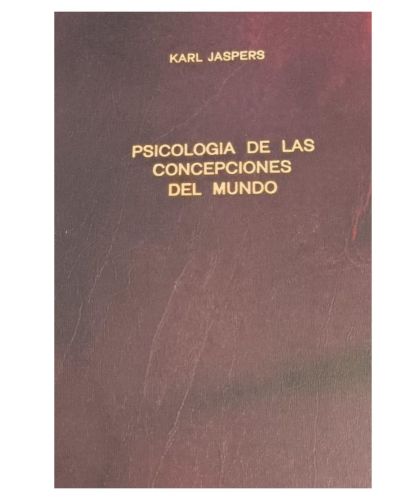 KARL JASPERS
PSICOLOGIA DE LAS
CONCEPCIONES
DEL MUNDO